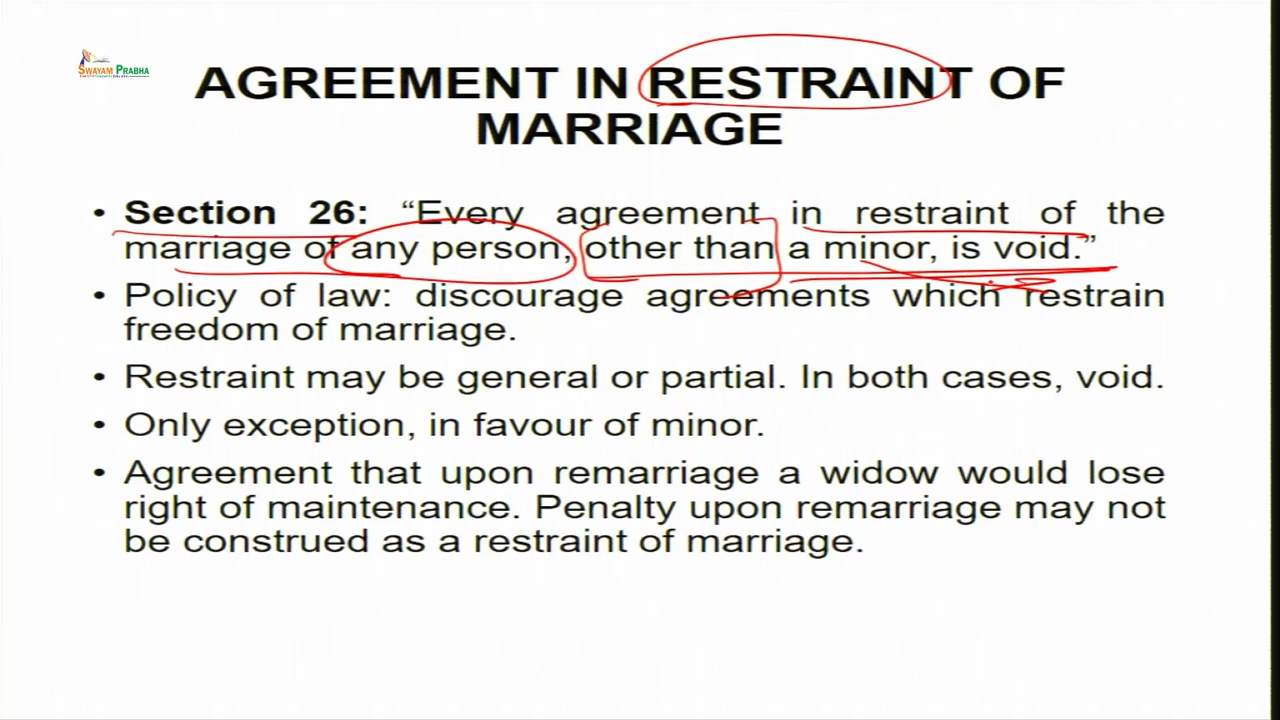 SWAYAM PRABHA
AGREEMENT IN RESTRAINT OF
MARRIAGE
• Section 26: “Every agreement in restraint of the
marriage of any person, other than a minor, is void.”
• Policy of law: discourage agreements which restrain
freedom of marriage.
• Restraint may be general or partial. In both cases, void.
• Only exception, in favour of minor.
• Agreement that upon remarriage a widow would lose
right of maintenance. Penalty upon remarriage may not
be construed as a restraint of marriage.